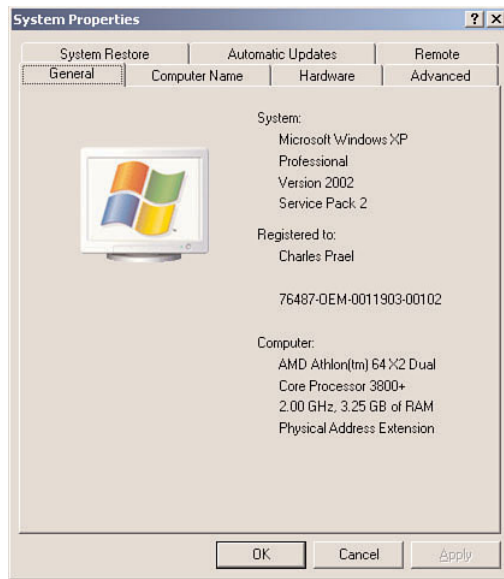 System Properties
System Restore
Automatic Updates
Remote
General
Computer Name
Hardware
Advanced
System:
Microsoft Windows XP
Professional
Version 2002
Service Pack 2
Registered to:
Charles Prael
76487-OEM-0011903-00102
Computer:
AMD Athlon(tm) 64 X2 Dual
Core Processor 3800+
2.00 GHz, 3.25 GB of RAM
Physical Address Extension
OK
Cancel
Apply